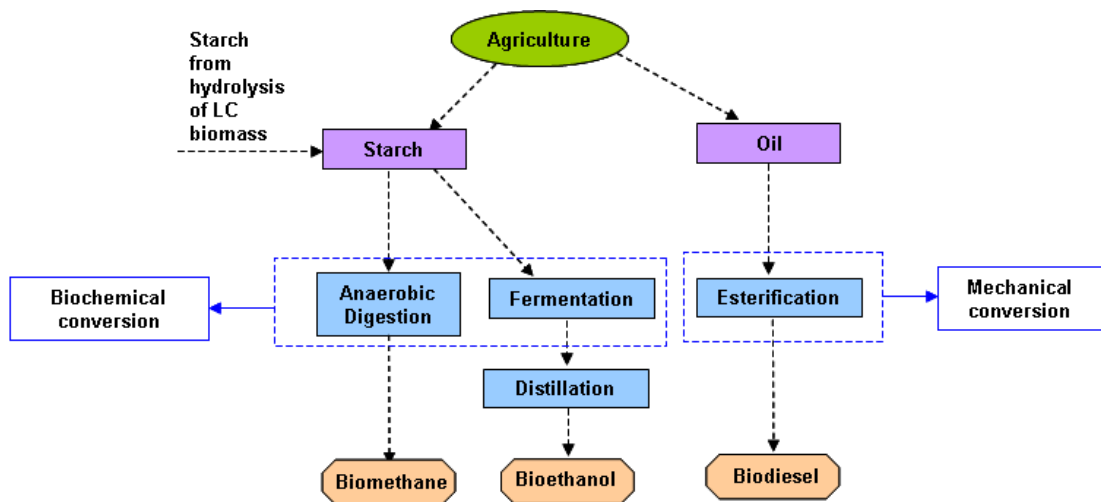 Starch
from
hydrolysis
of LC
biomass
Agriculture
Starch
Oil
Biochemical
conversion
Anaerobic
Digestion
Fermentation
Esterification
Mechanical
conversion
Distillation
Biomethane
Bioethanol
Biodiesel